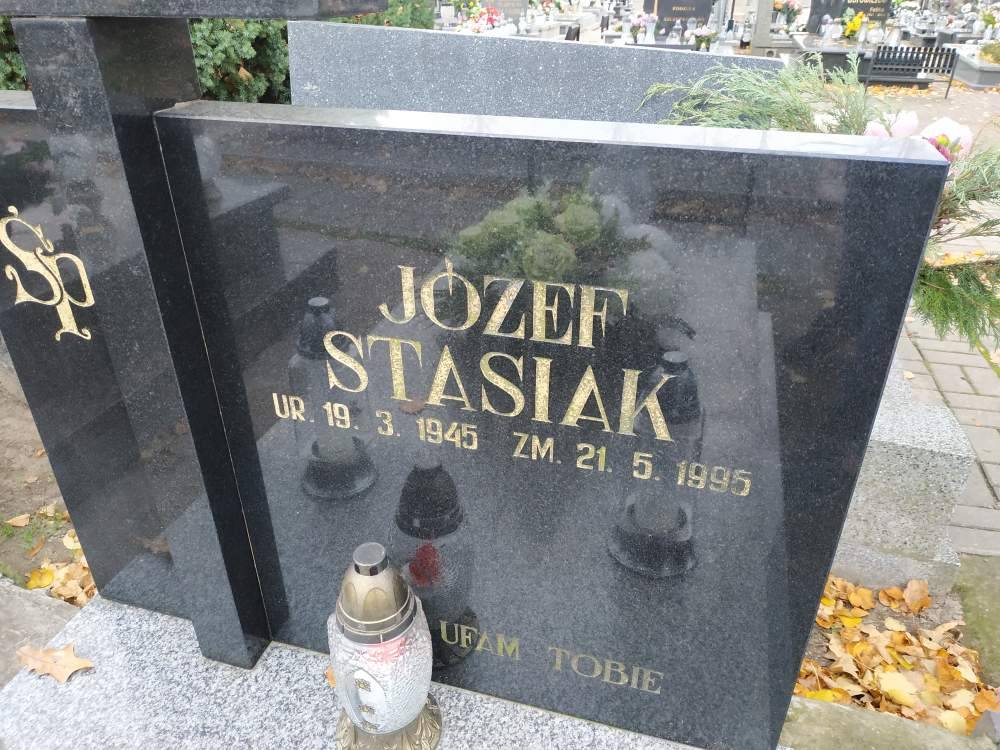 ŚP
JÓZEF
STASIAK
UR. 19. 3. 1945 ZM. 21. 5. 1995
UFAM TOBIE